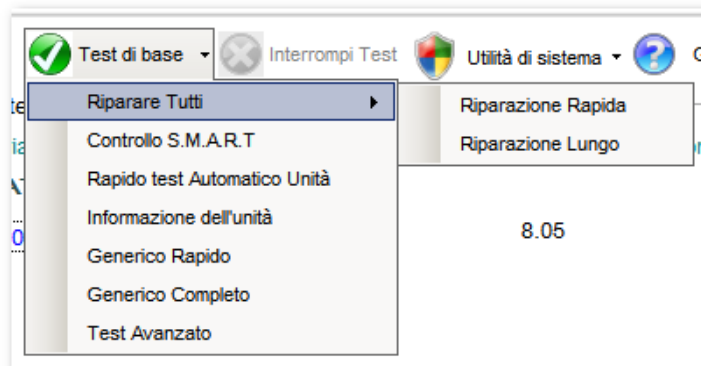 Test di base Interrompi Test Utilità di sistema
Riparare Tutti Riparazione Rapida
Controllo S.M.A.R.T Riparazione Lungo
Rapido test Automatico Unità
Informazione dell'unità 8.05
Generico Rapido
Generico Completo
Test Avanzato